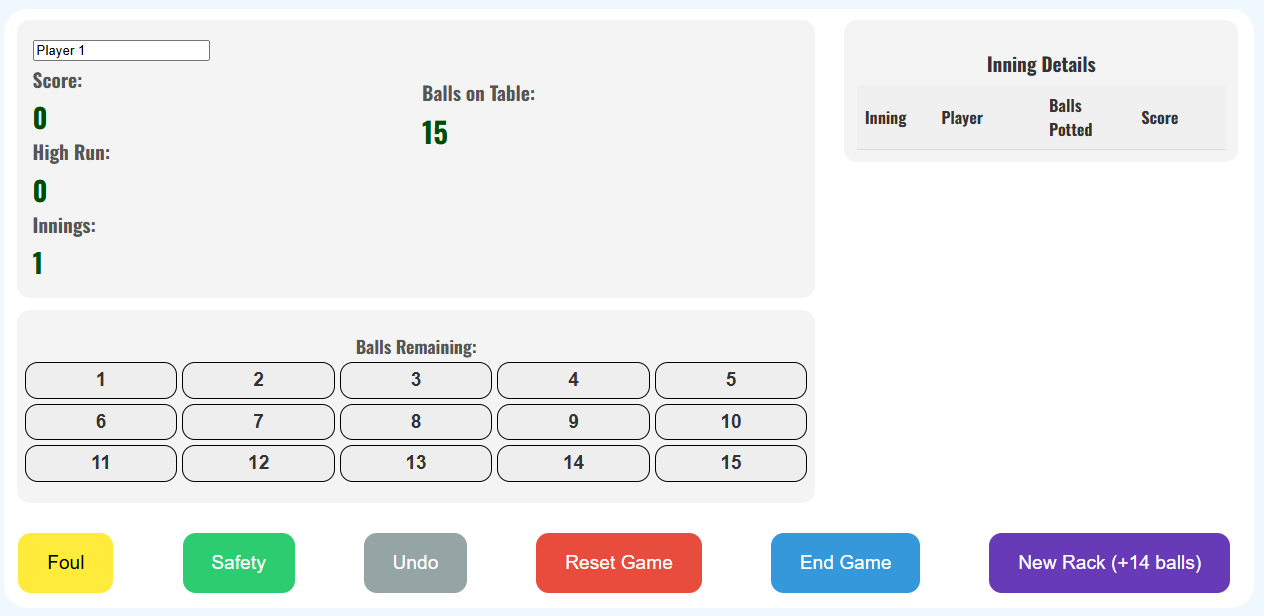 Player 1
Score:
0
High Run:
0
Innings:
1
Balls on Table:
15
Balls Remaining:
1 2 3 4 5
6 7 8 9 10
11 12 13 14 15
Inning Details
Inning Player Balls Potted Score
Foul Safety Undo Reset Game End Game New Rack (+14 balls)